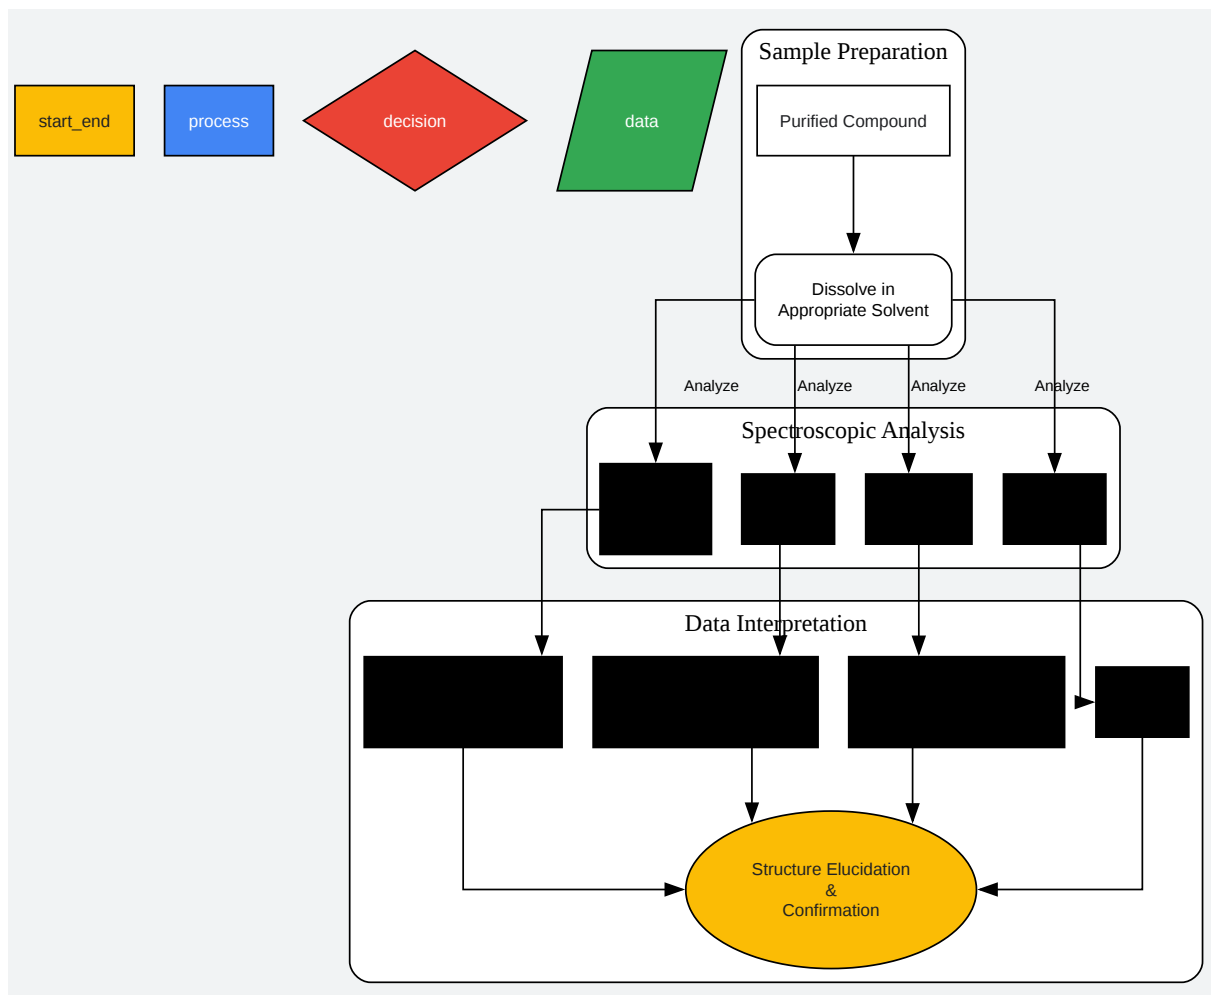 Sample Preparation
start_end
process
decision
data
Purified Compound
Dissolve in
Appropriate Solvent
Analyze
Analyze
Analyze
Analyze
Spectroscopic Analysis
Data Interpretation
Structure Elucidation
&
Confirmation